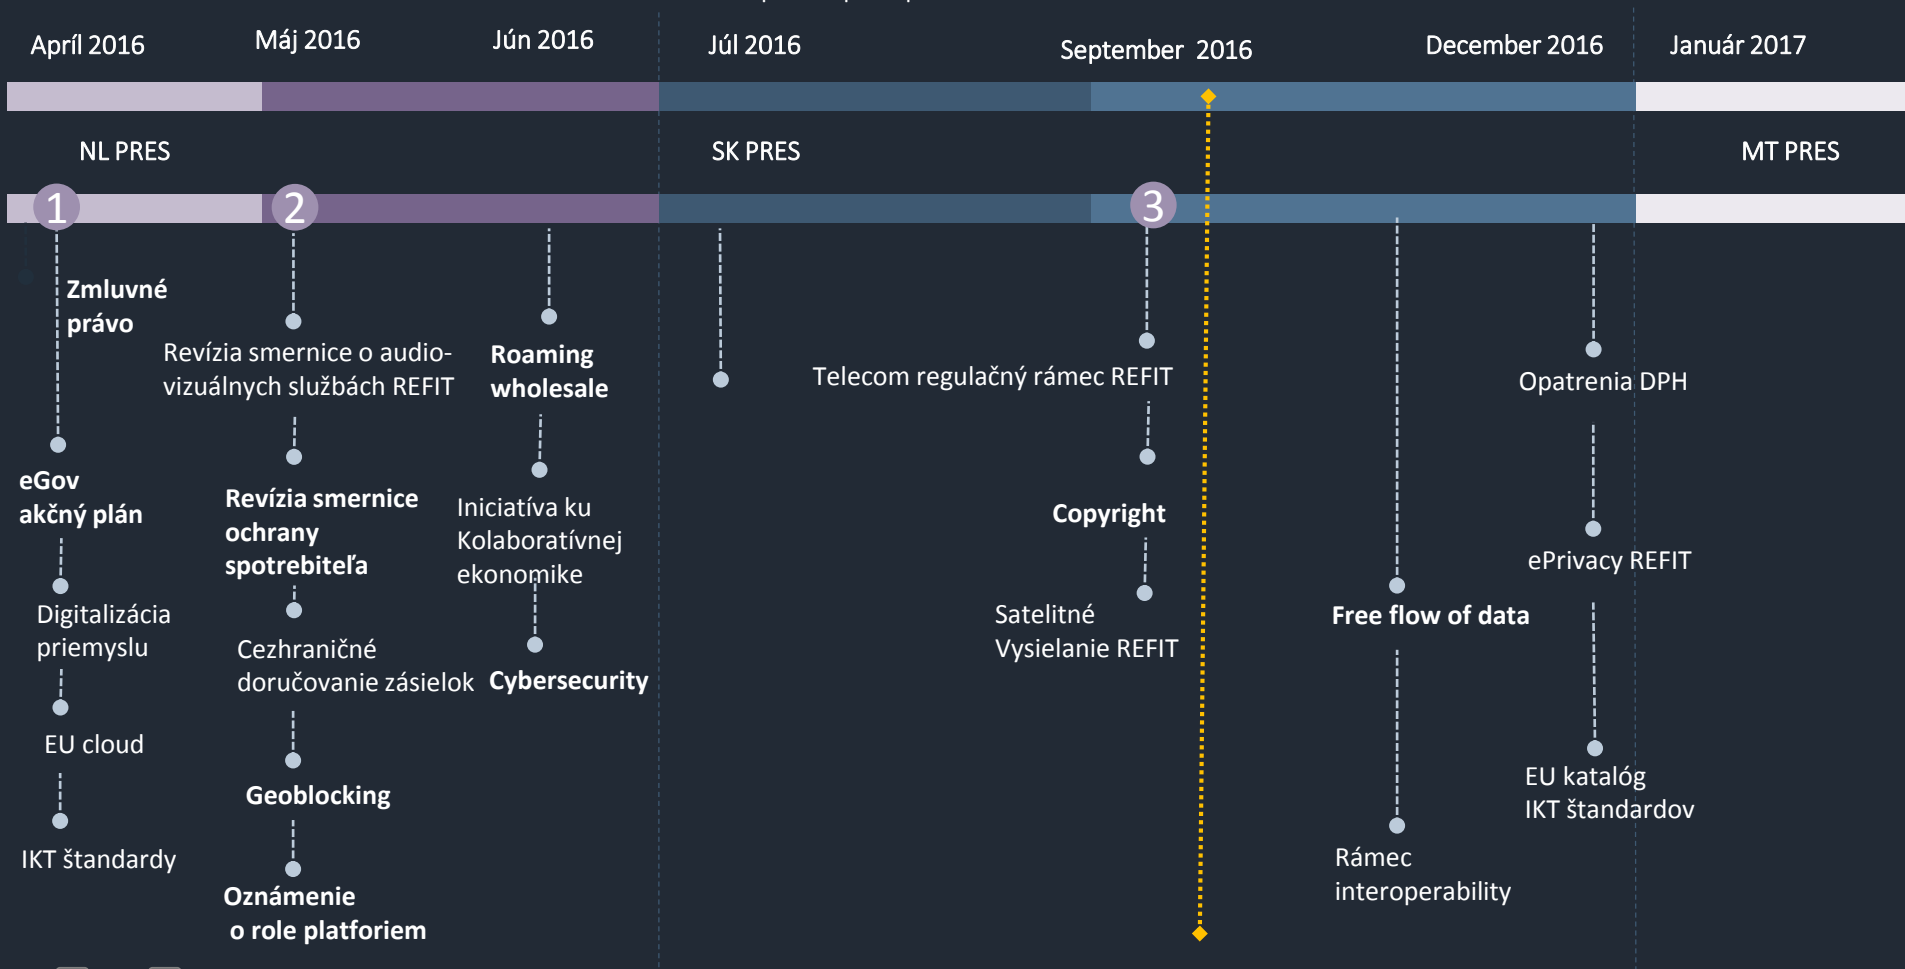 Apríl 2016
Máj 2016
Jún 2016
Júl 2016
September 2016
December 2016
Január 2017
NL PRES
SK PRES
MT PRES
1
2
3
Zmluvné
právo
eGov
akčný plán
Digitalizácia
priemyslu
EU cloud
IKT štandardy
Revízia smernice o audio-
vizuálnych službách REFIT
Revízia smernice
ochrany
spotrebiteľa
Cezhraničné
doručovanie zásielok
Geoblocking
Oznámenie
o role platforiem
Roaming
wholesale
Iniciatíva ku
Kolaboratívnej
ekonomike
Cybersecurity
Telecom regulačný rámec REFIT
Copyright
Satelitné
Vysielanie REFIT
Free flow of data
Rámec
interoperability
Opatrenia DPH
ePrivacy REFIT
EU katalóg
IKT štandardov